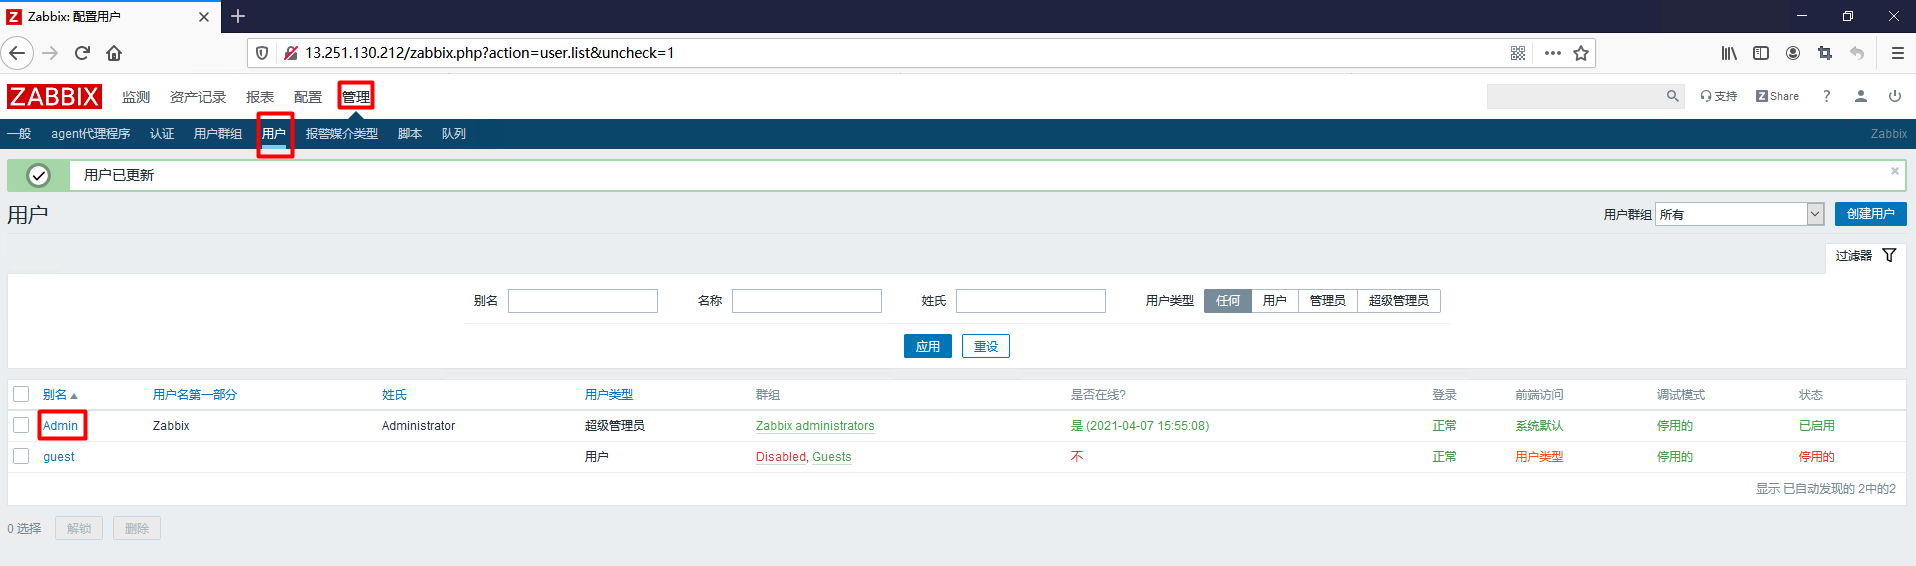 Zabbix: 配置用户
13.251.130.212/zabbix.php?action=user.list&uncheck=1
ZABBIX 监测 资产记录 报表 配置 管理 支持 Z Share ?
一般 agent代理程序 认证 用户群组 用户 报警媒介类型 脚本 队列 Zabbix
用户已更新
用户 用户群组 所有 创建用户
过滤器
别名 名称 姓氏 用户类型 任何 用户 管理员 超级管理员
应用 重设
别名 用户名第一部分 姓氏 用户类型 群组 是否在线? 登录 前端访问 调试模式 状态
Admin Zabbix Administrator 超级管理员 Zabbix administrators 是 (2021-04-07 15:55:08) 正常 系统默认 停用的 已启用
guest 用户 Disabled, Guests 不 正常 用户类型 停用的 停用的
显示 已自动发现的 2中的2
0 选择 解锁 删除